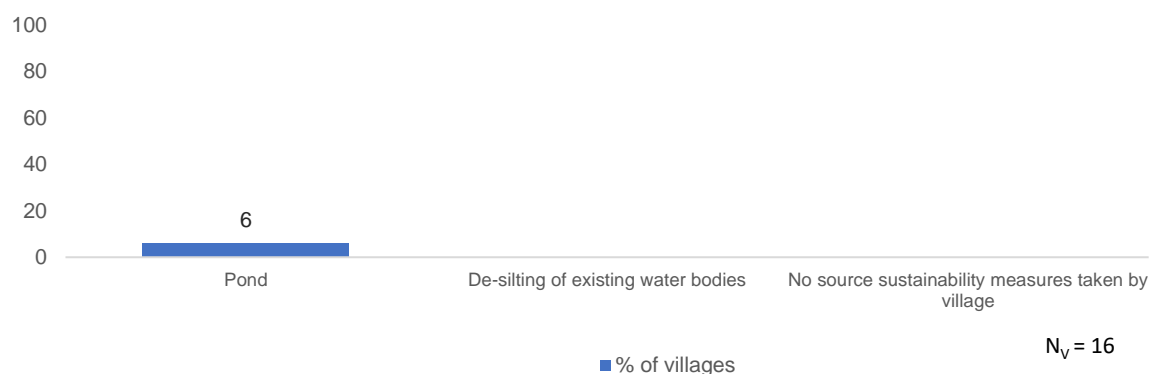 100
80
60
40
20
0
6
Pond
De-silting of existing water bodies
No source sustainability measures taken by
village
N_V = 16
% of villages